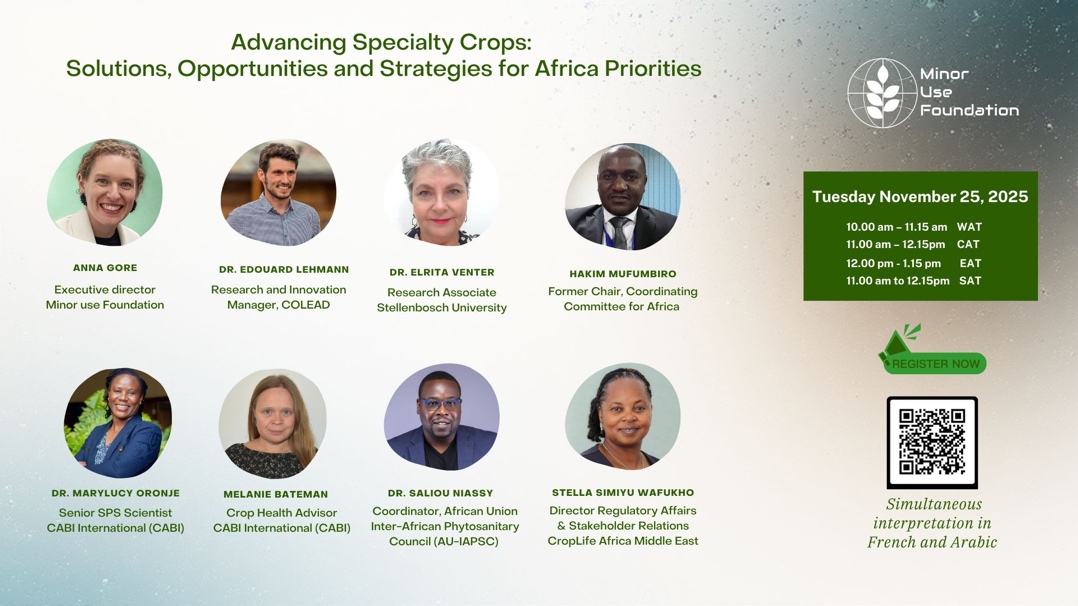 Advancing Specialty Crops:
Solutions, Opportunities and Strategies for Africa Priorities
Minor
Use
Foundation
Tuesday November 25, 2025
10.00 am – 11.15 am WAT
11.00 am – 12.15pm CAT
12.00 pm - 1.15 pm EAT
11.00 am to 12.15pm SAT
REGISTER NOW
Simultaneous
interpretation in
French and Arabic
ANNA GORE
Executive director
Minor use Foundation
DR. EDOUARD LEHMANN
Research and Innovation
Manager, COLEAD
DR. ELRITA VENTER
Research Associate
Stellenbosch University
HAKIM MUFUMBIRO
Former Chair, Coordinating
Committee for Africa
DR. MARYLUCY ORONJE
Senior SPS Scientist
CABI International (CABI)
MELANIE BATEMAN
Crop Health Advisor
CABI International (CABI)
DR. SALIOU NIASSY
Coordinator, African Union
Inter-African Phytosanitary
Council (AU-IAPSC)
STELLA SIMIYU WAFUKHO
Director Regulatory Affairs
& Stakeholder Relations
CropLife Africa Middle East